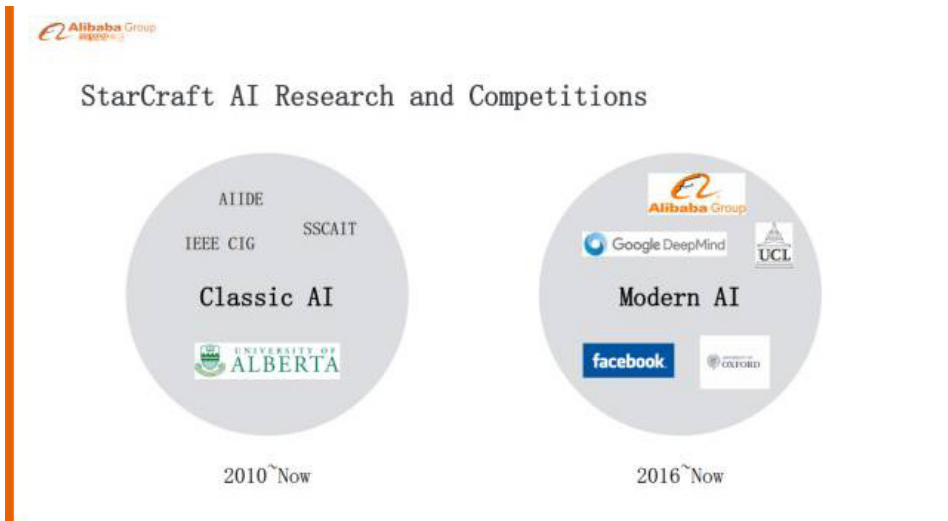 Alibaba Group
StarCraft AI Research and Competitions
AIIDE
SSCAIT
IEEE CIG
Classic AI
UNIVERSITY OF
ALBERTA
2010~Now
Alibaba Group
Google DeepMind
UCL
Modern AI
facebook
OXFORD
2016~Now